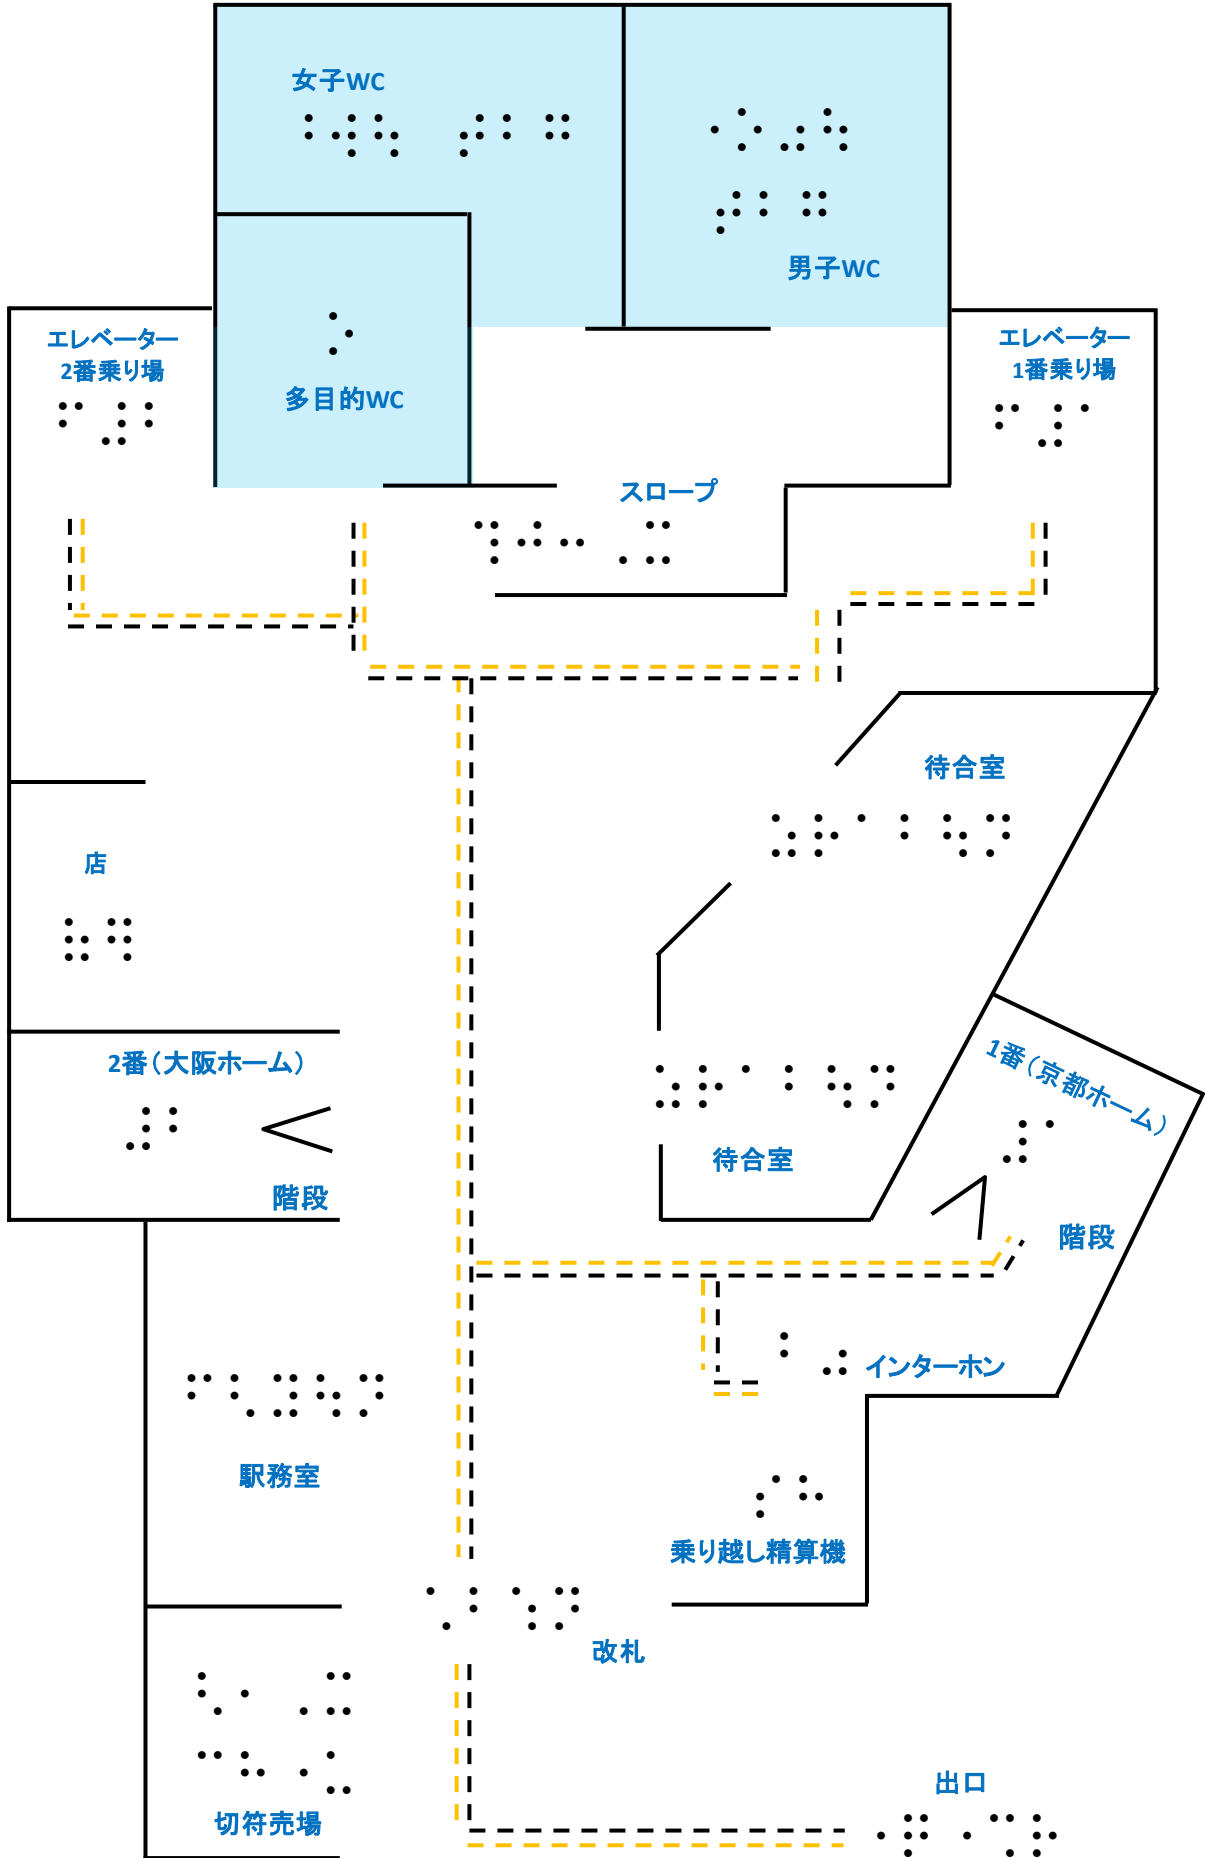 女子WC
男子WC
多目的WC
エレベーター
2番乗り場
エレベーター
1番乗り場
スロープ
待合室
店
2番(大阪ホーム)
階段
待合室
1番(京都ホーム)
階段
インターホン
駅務室
乗り越し精算機
改札
切符売場
出口